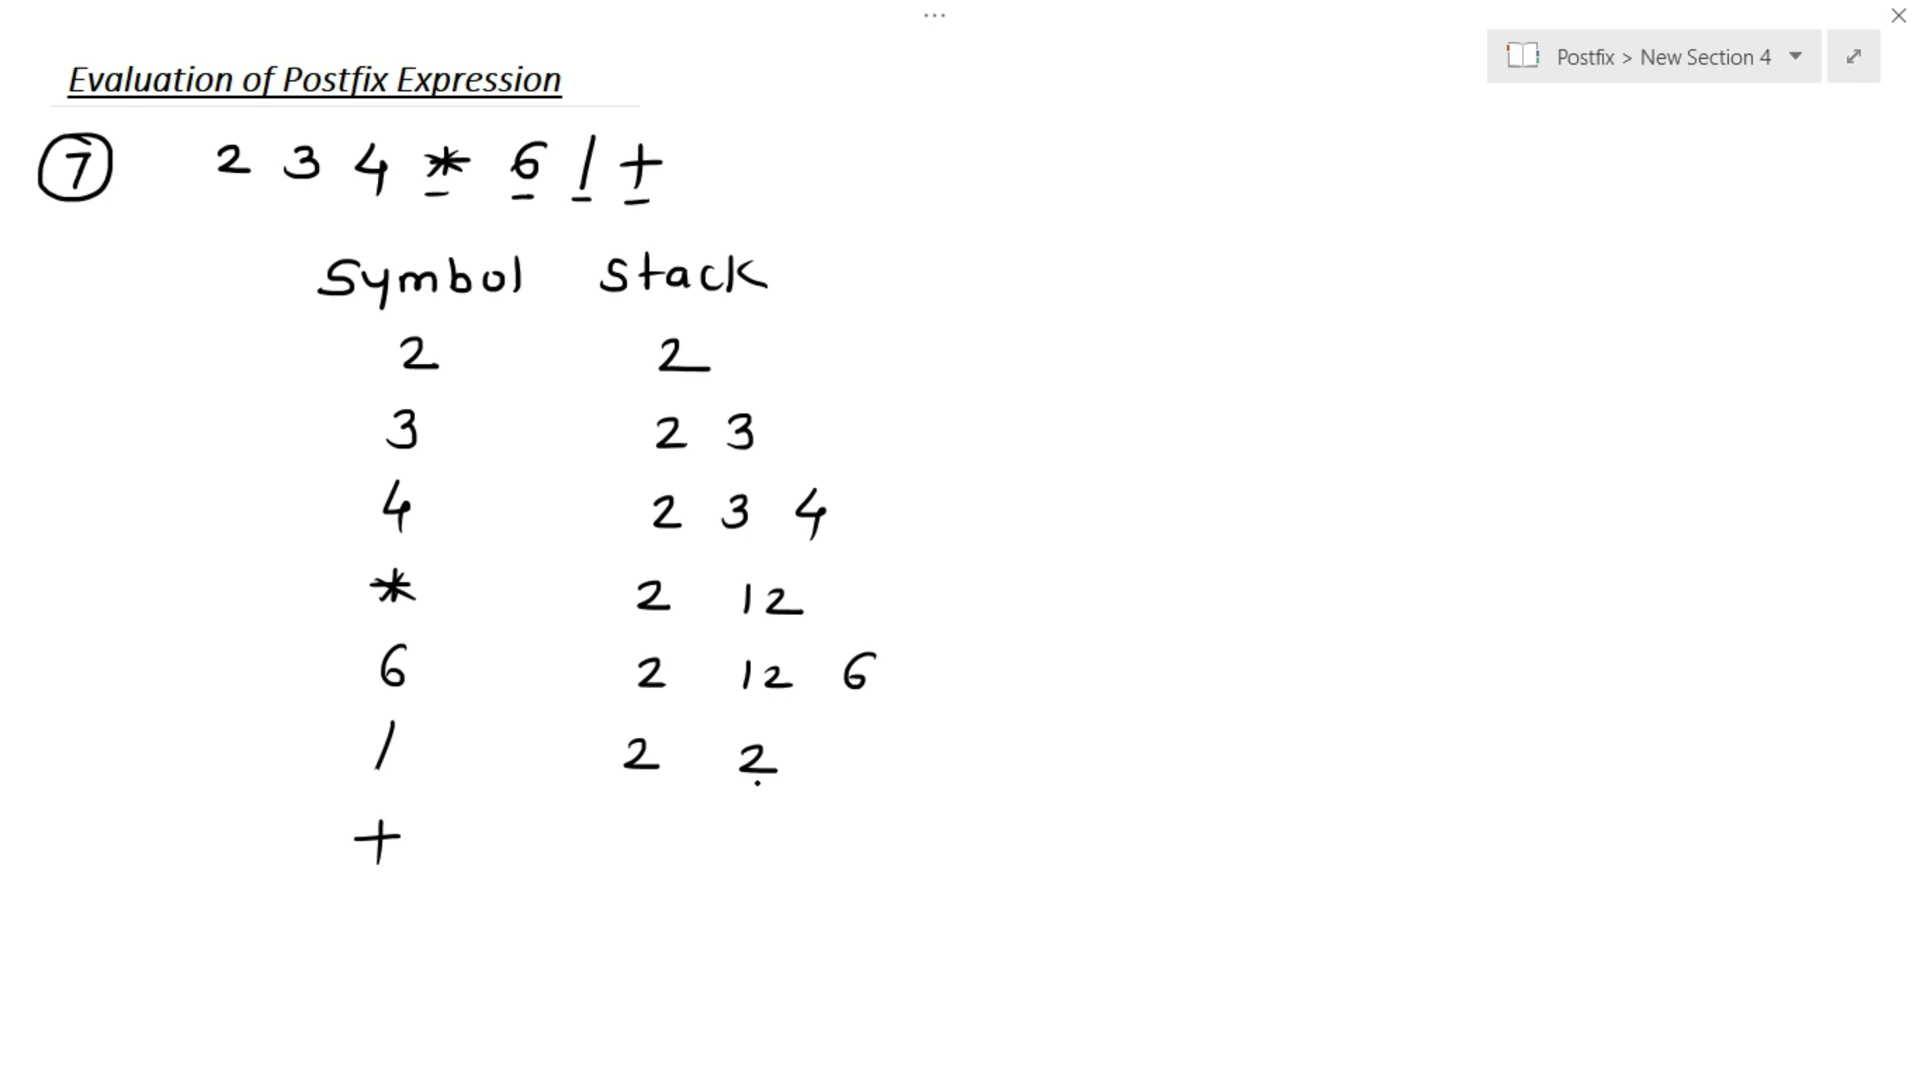 Postfix > New Section 4
Evaluation of Postfix Expression
7 2 3 4 * 6 / +
Symbol Stack
2 2
3 2 3
4 2 3 4
* 2 12
6 2 12 6
/ 2 2
+